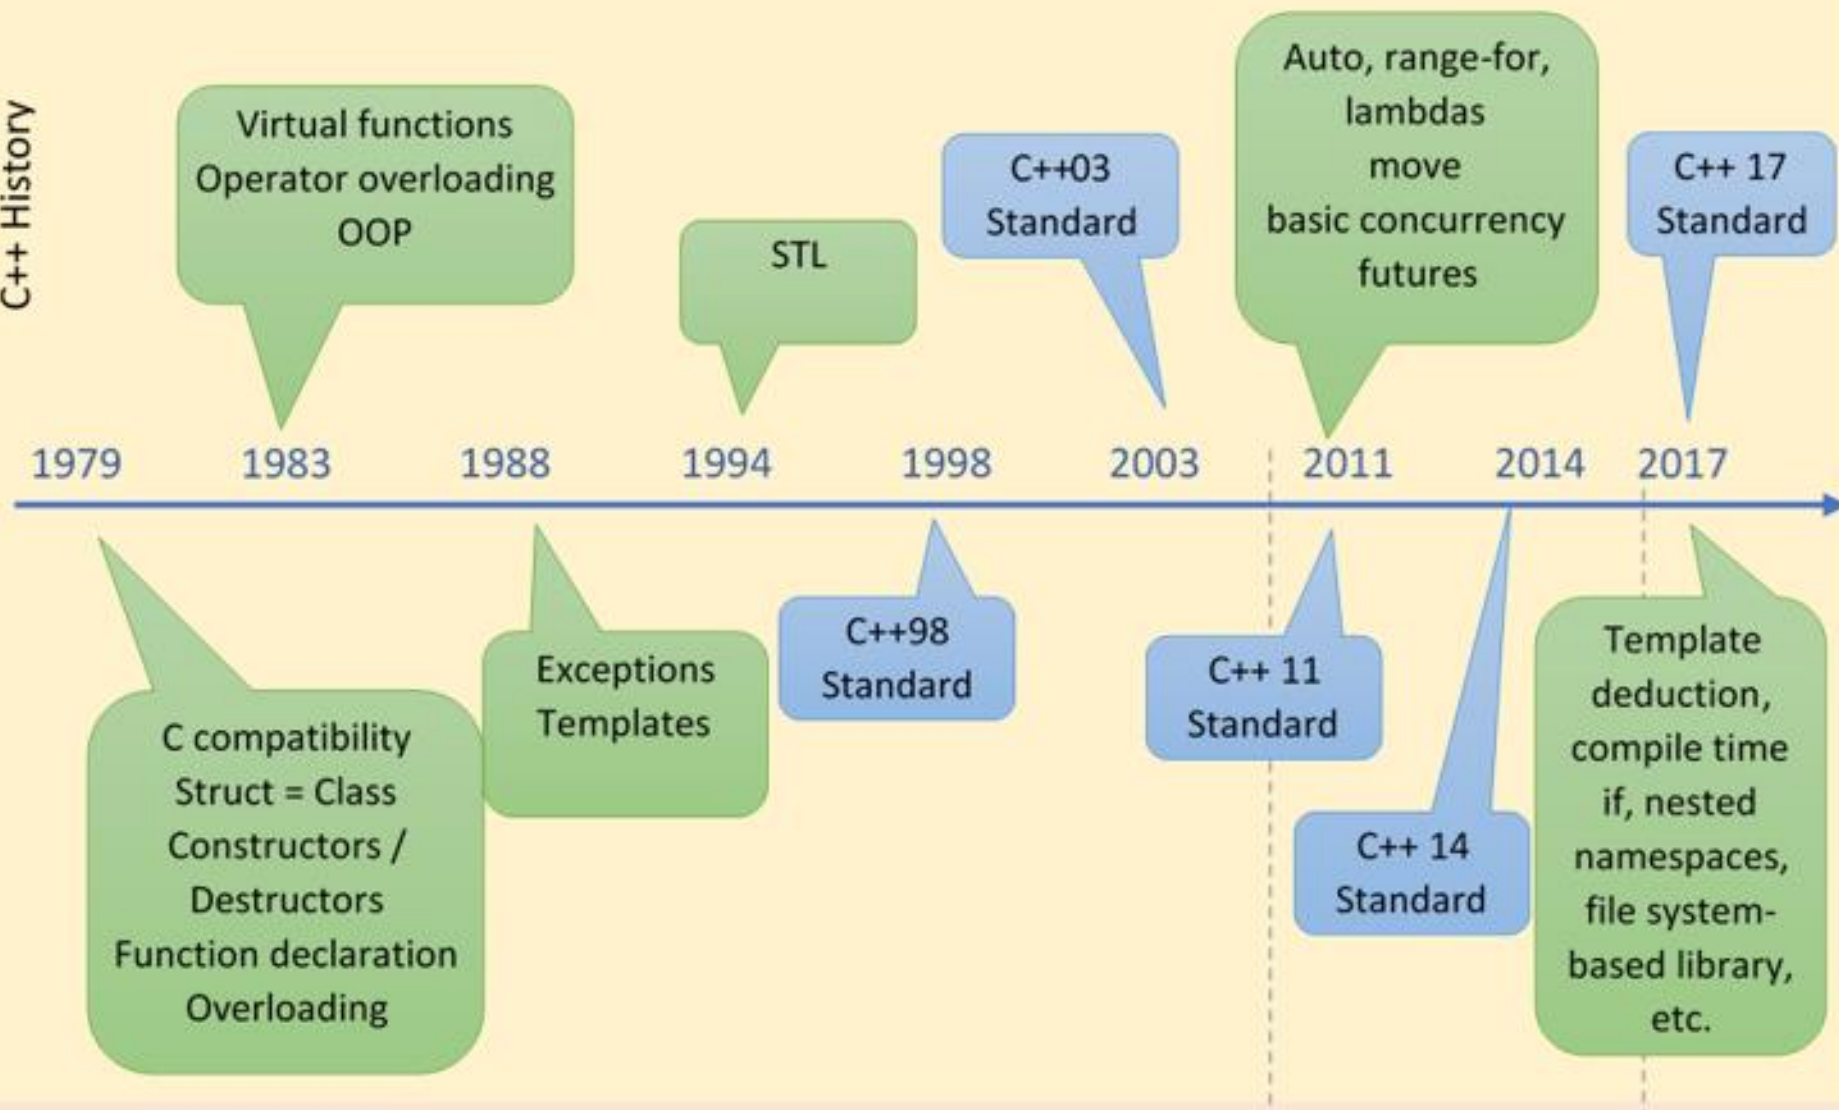 C++ History
Virtual functions
Operator overloading
OOP
STL
C++03
Standard
Auto, range-for,
lambdas
move
basic concurrency
futures
C++ 17
Standard
1979
1983
1988
1994
1998
2003
2011
2014
2017
C compatibility
Struct = Class
Constructors /
Destructors
Function declaration
Overloading
Exceptions
Templates
C++98
Standard
C++ 11
Standard
C++ 14
Standard
Template
deduction,
compile time
if, nested
namespaces,
file system-
based library,
etc.